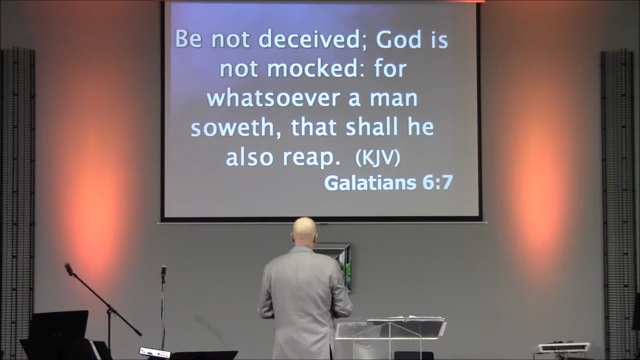 Be not deceived; God is
not mocked: for
whatsoever a man
soweth, that shall he
also reap. (KJV)
Galatians 6:7